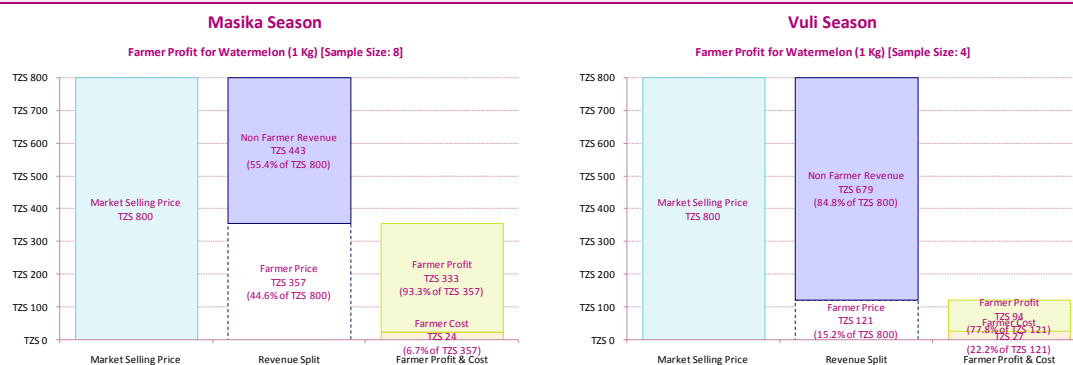 Masika Season
Farmer Profit for Watermelon (1 Kg) [Sample Size: 8]
TZS 800
TZS 700
TZS 600
TZS 500
TZS 400
TZS 300
TZS 200
TZS 100
TZS 0
Market Selling Price
TZS 800
Non Farmer Revenue
TZS 443
(55.4% of TZS 800)
Farmer Price
TZS 357
(44.6% of TZS 800)
Farmer Profit
TZS 333
(93.3% of TZS 357)
Farmer Cost
TZS 24
(6.7% of TZS 357)
Market Selling Price
Revenue Split
Farmer Profit & Cost
Vuli Season
Farmer Profit for Watermelon (1 Kg) [Sample Size: 4]
TZS 800
TZS 700
TZS 600
TZS 500
TZS 400
TZS 300
TZS 200
TZS 100
TZS 0
Market Selling Price
TZS 800
Non Farmer Revenue
TZS 679
(84.8% of TZS 800)
Farmer Price
TZS 121
(15.2% of TZS 800)
Farmer Profit
TZS 94
(77.8% of TZS 121)
Farmer Cost
TZS 27
(22.2% of TZS 121)
Market Selling Price
Revenue Split
Farmer Profit & Cost